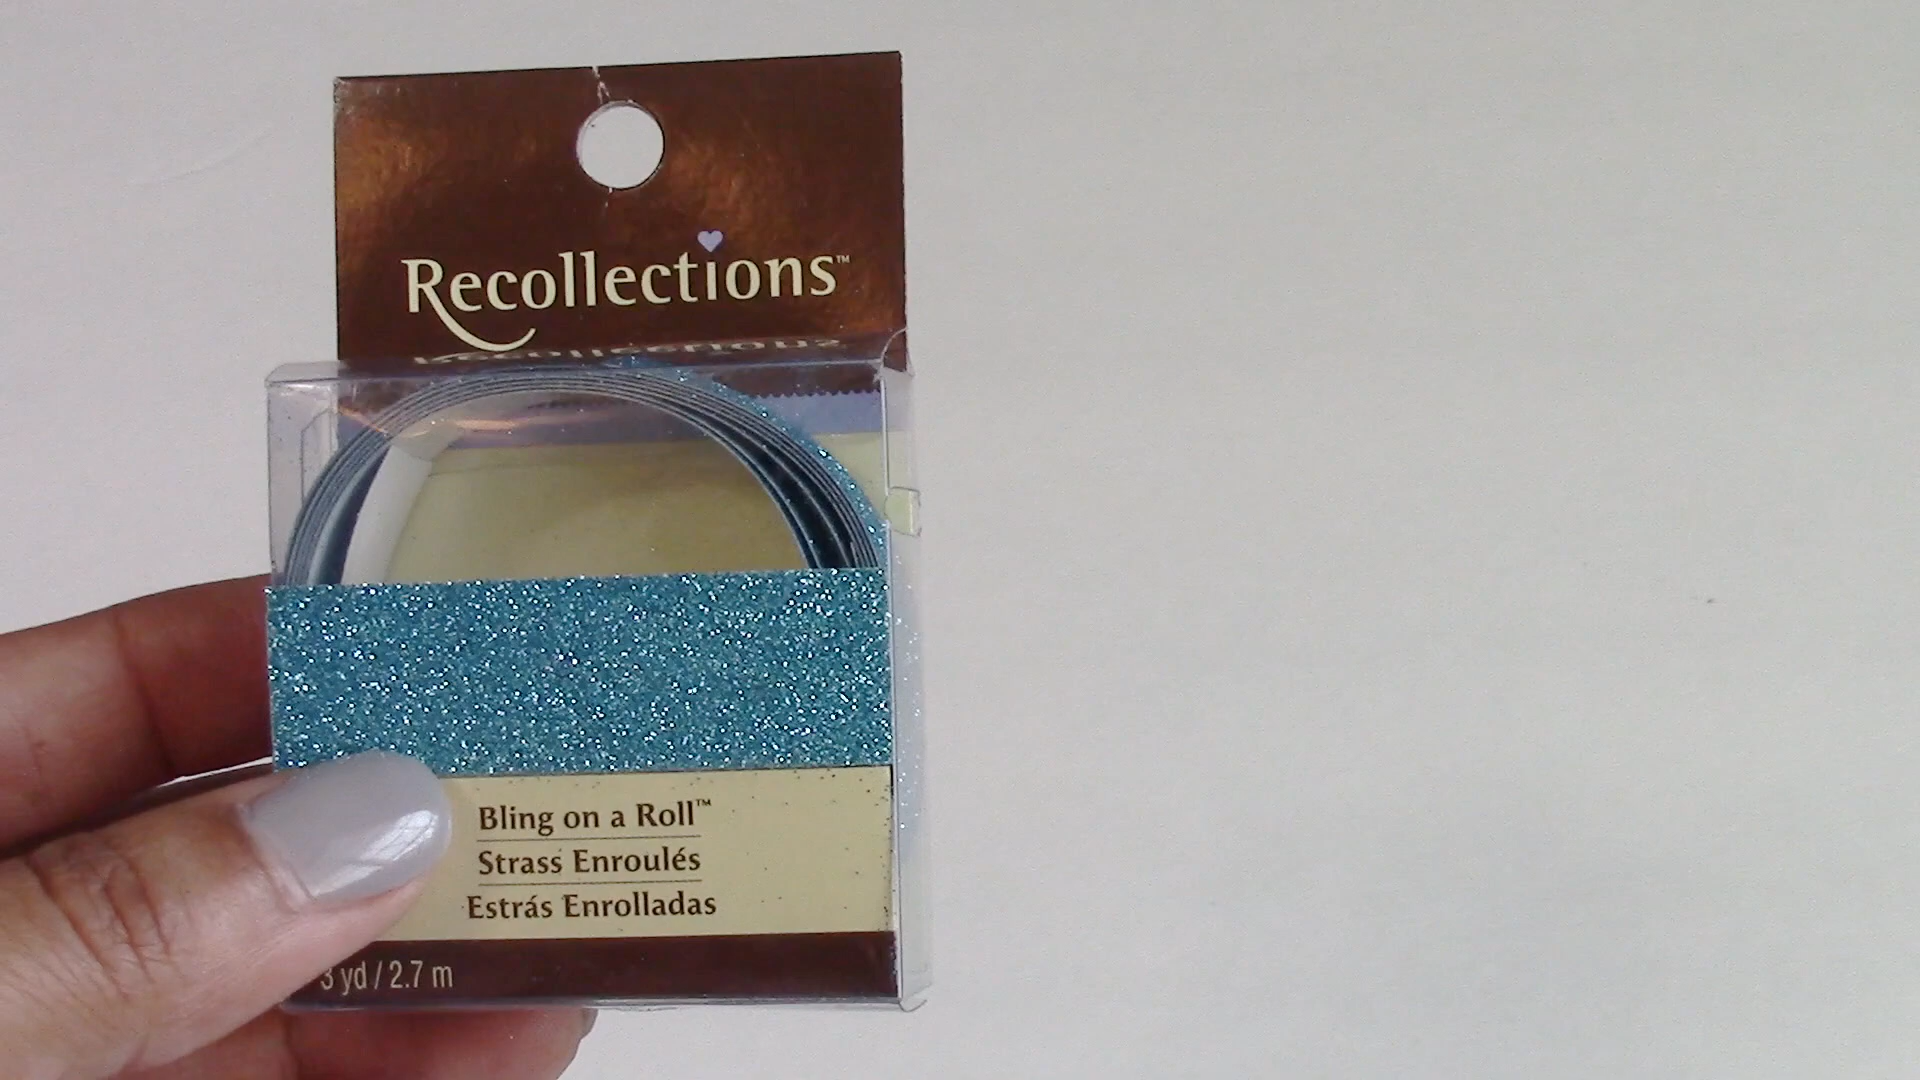 Recollections™
Bling on a Roll™
Strass Enroulés
Estrás Enrolladas
3 yd / 2.7 m